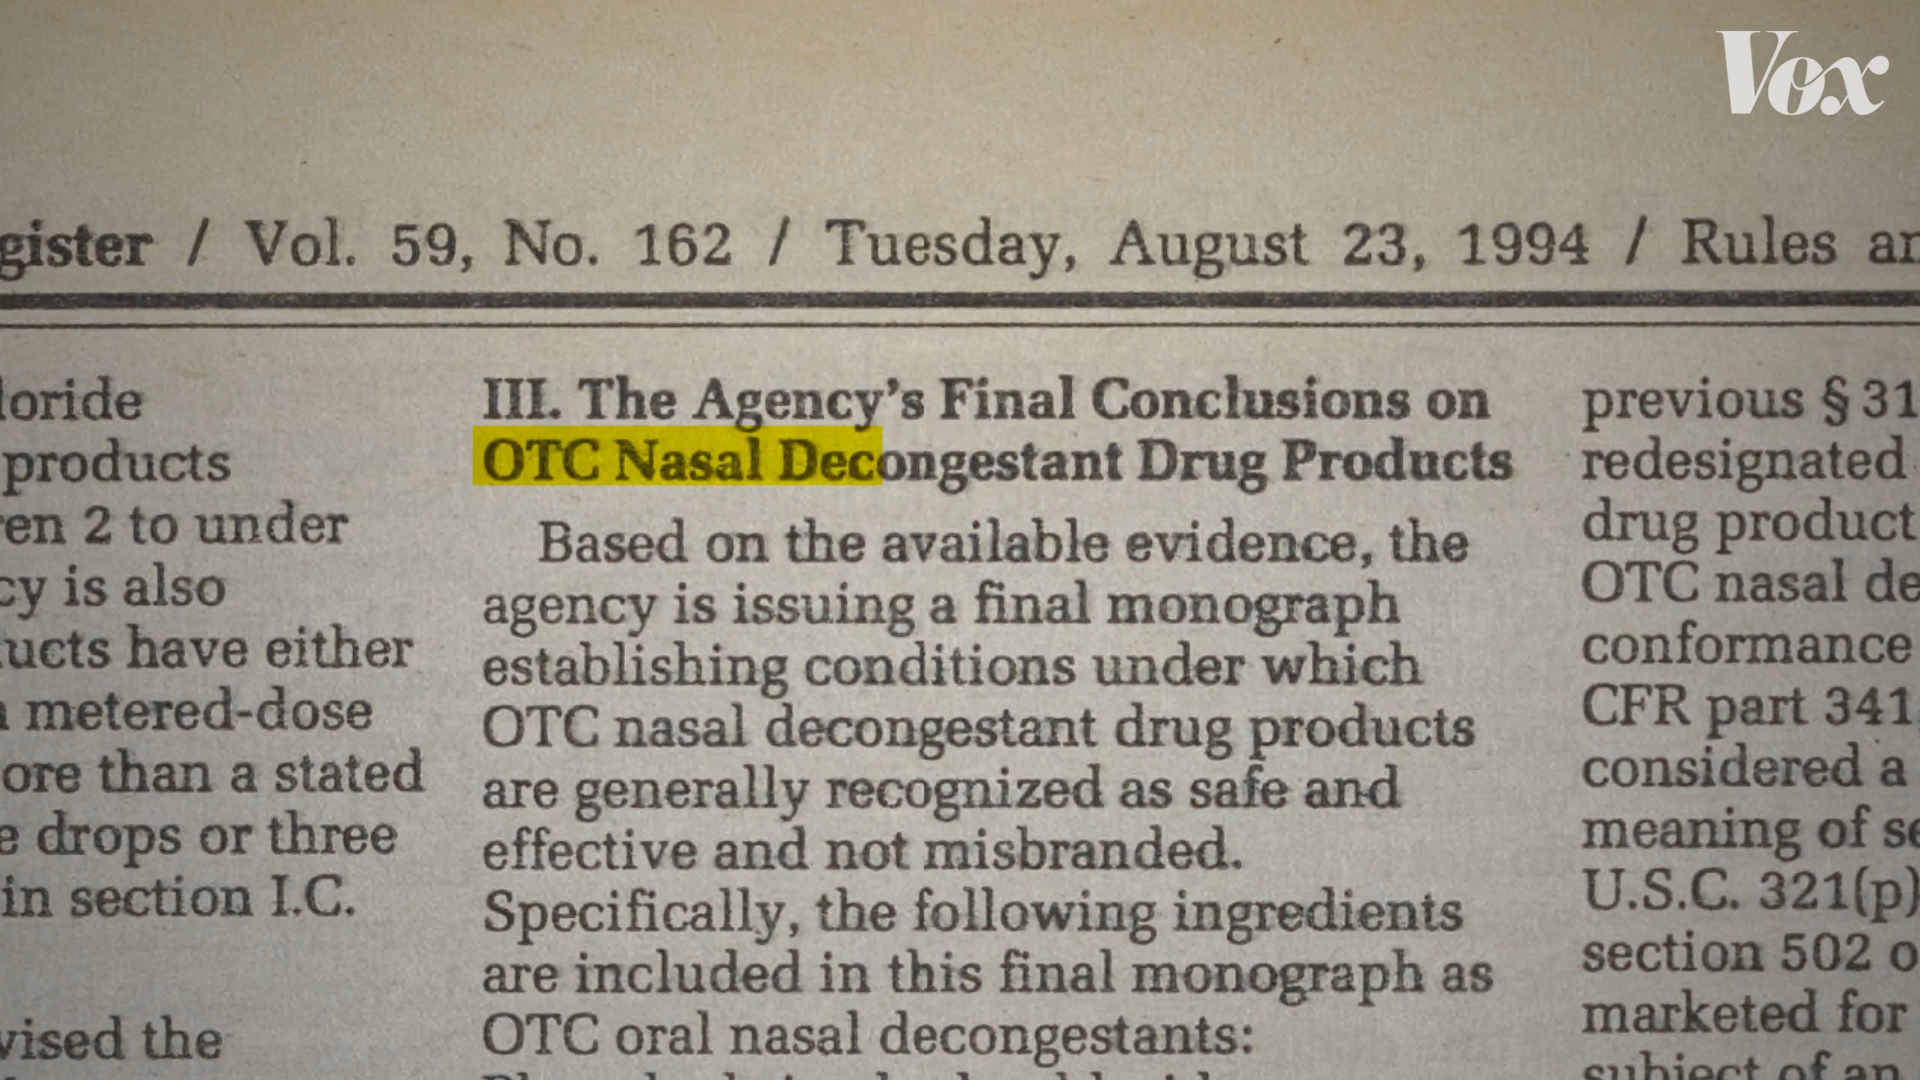 Vox
gister / Vol. 59, No. 162 / Tuesday, August 23, 1994 / Rules an
loride
products
ren 2 to under
cy is also
ucts have either
metered-dose
ore than a stated
e drops or three
in section I.C.
vised the
III. The Agency's Final Conclusions on
OTC Nasal Decongestant Drug Products
Based on the available evidence, the
agency is issuing a final monograph
establishing conditions under which
OTC nasal decongestant drug products
are generally recognized as safe and
effective and not misbranded.
Specifically, the following ingredients
are included in this final monograph as
OTC oral nasal decongestants:
previous § 31
redesignated
drug product
OTC nasal de
conformance
CFR part 341
considered a
meaning of se
U.S.C. 321(p)
section 502 o
marketed for
subject of an